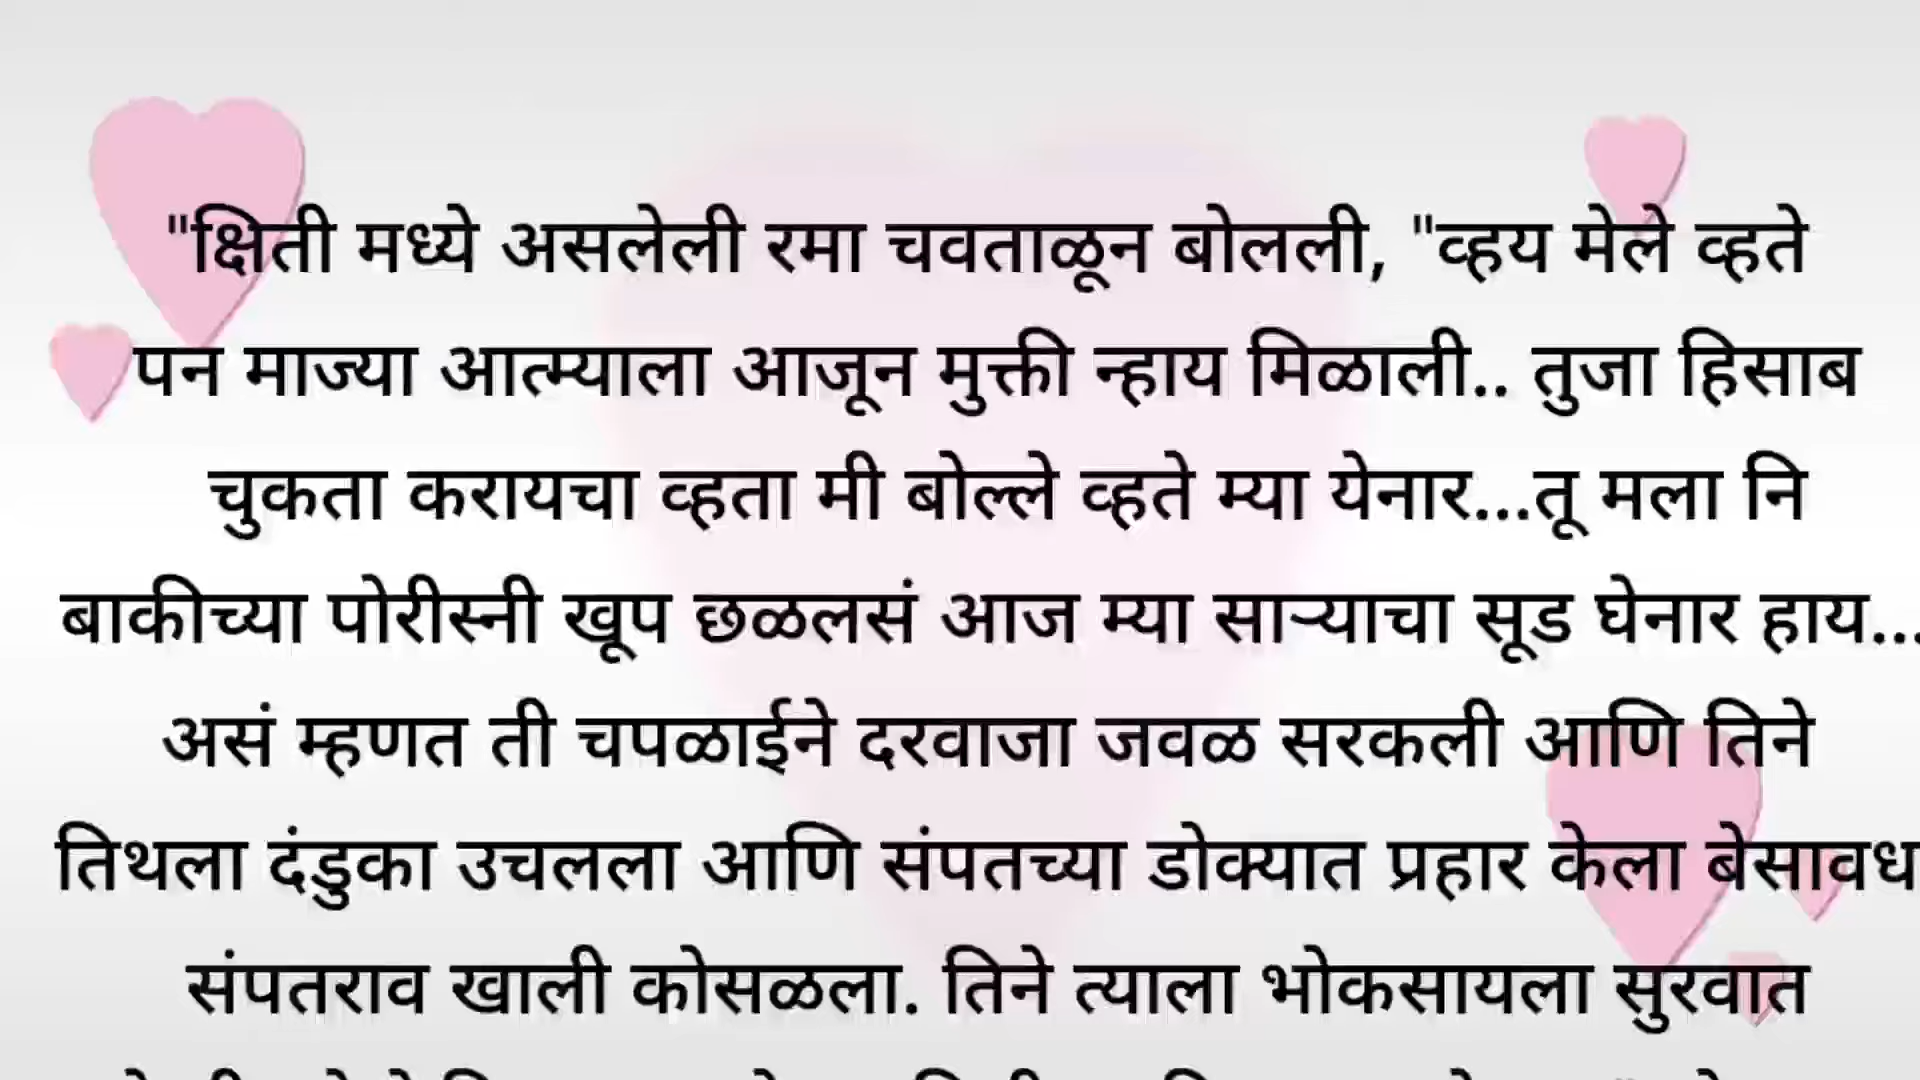 "क्षिती मध्ये असलेली रमा चवताळून बोलली, "व्हय मेले व्हते
पन माज्या आत्म्याला आजून मुक्ती न्हाय मिळाली.. तुजा हिसाब
चुकता करायचा व्हता मी बोल्ले व्हते म्या येनार...तू मला नि
बाकीच्या पोरीस्नी खूप छळलसं आज म्या साऱ्याचा सूड घेनार हाय...
असं म्हणत ती चपळाईने दरवाजा जवळ सरकली आणि तिने
तिथला दंडुका उचलला आणि संपतच्या डोक्यात प्रहार केला बेसावध
संपतराव खाली कोसळला. तिने त्याला भोकसायला सुरवात